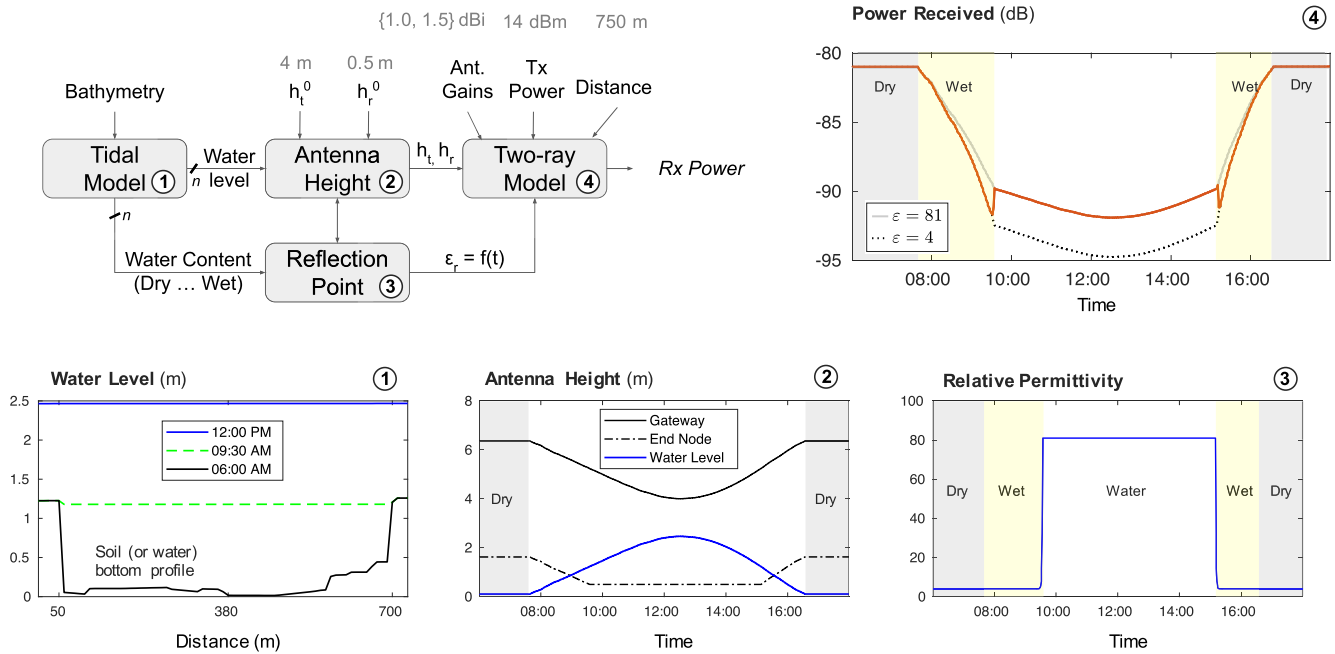 {1.0, 1.5} dBi 14 dBm 750 m
4 m 0.5 m
Bathymetry
h_t^0 h_r^0
Ant. Gains
Tx Power
Distance
Tidal Model 1
Water level
n
Antenna Height 2
h_t, h_r
Two-ray Model 4
Rx Power
n
Water Content (Dry … Wet)
Reflection Point 3
ε_r = f(t)
Power Received (dB) 4
-80
-85
-90
-95
Dry Wet Wet Dry
ε = 81
ε = 4
08:00 10:00 12:00 14:00 16:00
Time
Water Level (m) 1
2.5
2
1.5
1
0.5
0
12:00 PM
09:30 AM
06:00 AM
Soil (or water)
bottom profile
50 380 700
Distance (m)
Antenna Height (m) 2
8
6
4
2
0
Gateway
End Node
Water Level
Dry Dry
08:00 10:00 12:00 14:00 16:00
Time
Relative Permittivity 3
100
80
60
40
20
0
Dry Wet Water Wet Dry
08:00 10:00 12:00 14:00 16:00
Time